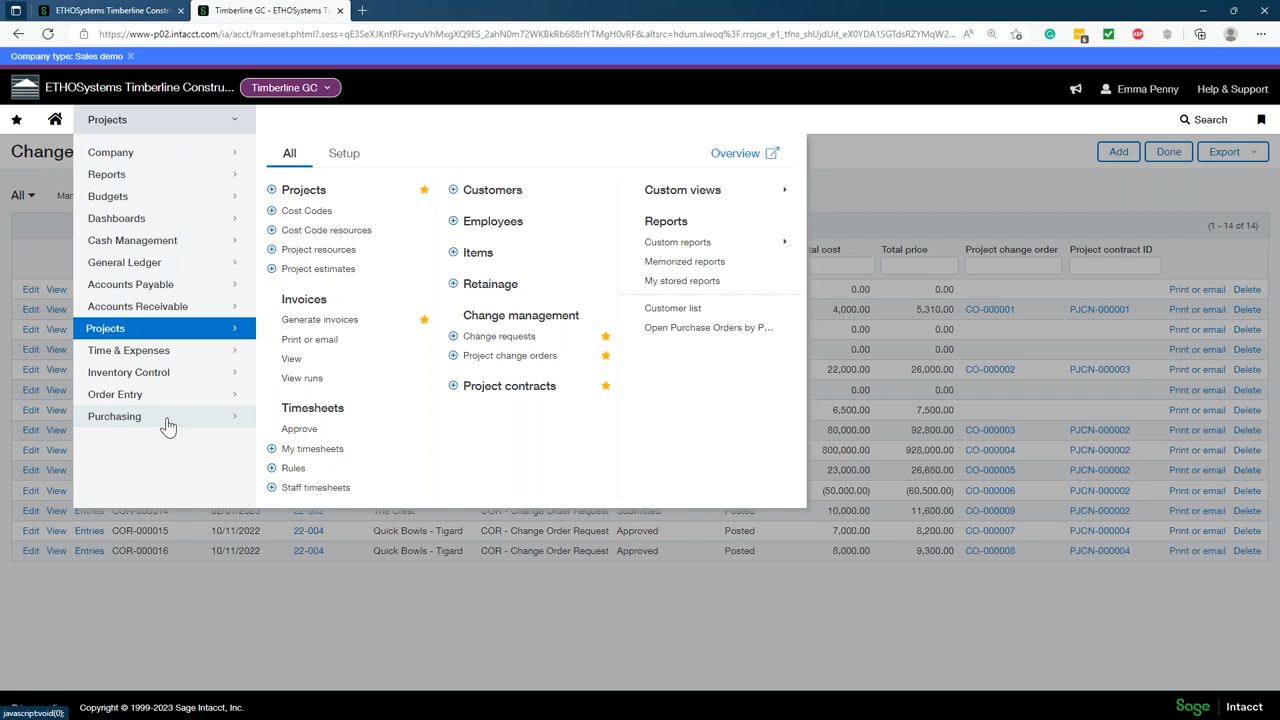 ETHOSystems Timberline Constru
Timberline GC - ETHOSystems Ti
Company type: Sales demo
ETHOSystems Timberline Constru...
Timberline GC
Emma Penny
Help & Support
Projects
Search
Change
Add
Done
Export
All
Setup
Overview
Company
Reports
Budgets
Dashboards
Cash Management
General Ledger
Accounts Payable
Accounts Receivable
Projects
Time & Expenses
Inventory Control
Order Entry
Purchasing
Projects
Cost Codes
Cost Code resources
Project resources
Project estimates
Invoices
Generate invoices
Print or email
View
View runs
Timesheets
Approve
My timesheets
Rules
Staff timesheets
Customers
Employees
Items
Retainage
Change management
Change requests
Project change orders
Project contracts
Custom views
Reports
Custom reports
Memorized reports
My stored reports
Customer list
Open Purchase Orders by P...
All
(1 - 14 of 14)
Total price Project change order Project contract ID
Edit View 0.00 0.00 Print or email Delete
Edit View 4,000.00 5,310.00 CO-000001 PJCN-000001 Print or email Delete
Edit View 0.00 0.00 Print or email Delete
Edit View 0.00 0.00 Print or email Delete
Edit View 22,000.00 26,000.00 CO-000002 PJCN-000003 Print or email Delete
Edit View 0.00 0.00 Print or email Delete
Edit View 6,500.00 7,500.00 Print or email Delete
Edit View 80,000.00 92,800.00 CO-000003 PJCN-000002 Print or email Delete
Edit View 800,000.00 928,000.00 CO-000004 PJCN-000002 Print or email Delete
Edit View 23,000.00 26,680.00 CO-000005 PJCN-000002 Print or email Delete
Edit View (50,000.00) (60,500.00) CO-000006 PJCN-000002 Print or email Delete
Edit View Entries COR-000014 02/01/2023 22-002 The Crest COR - Change Order Request Submitted Posted 10,000.00 11,600.00 CO-000009 PJCN-000002 Print or email Delete
Edit View Entries COR-000015 10/11/2022 22-004 Quick Bowls - Tigard COR - Change Order Request Approved Posted 7,000.00 8,200.00 CO-000007 PJCN-000004 Print or email Delete
Edit View Entries COR-000016 10/11/2022 22-004 Quick Bowls - Tigard COR - Change Order Request Approved Posted 8,000.00 9,300.00 CO-000008 PJCN-000004 Print or email Delete
javascript:void(0);
Copyright © 1999-2023 Sage Intacct, Inc.
Sage Intacct